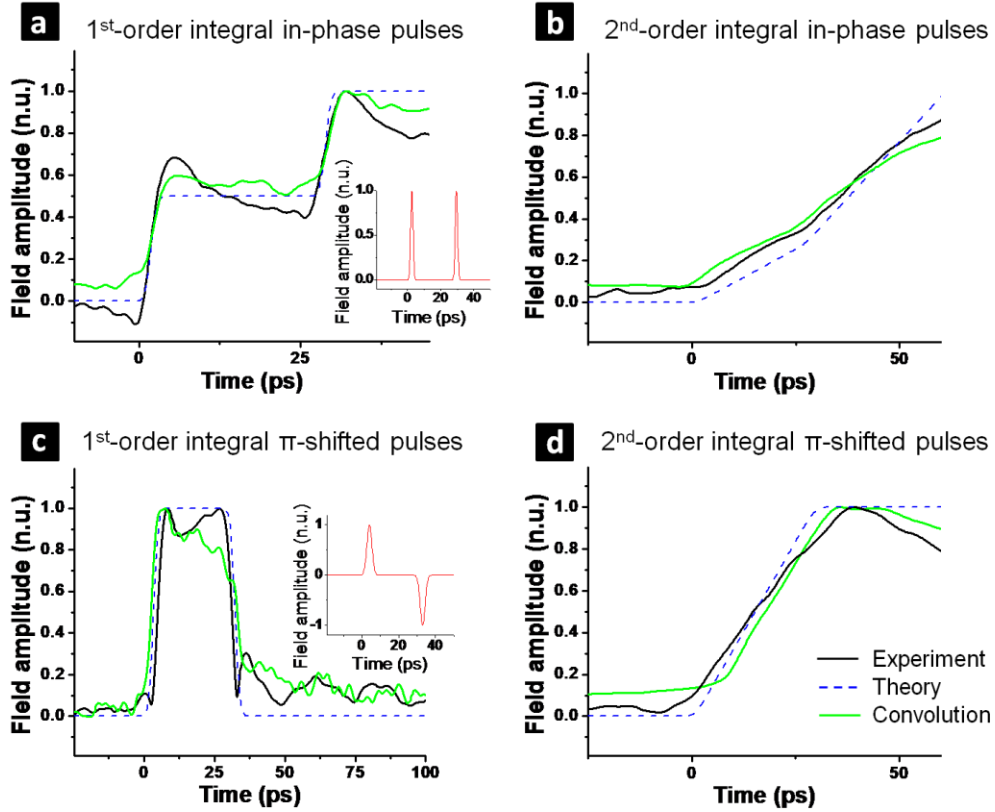 a 1st-order integral in-phase pulses
Field amplitude (n.u.)
1.0
0.8
0.6
0.4
0.2
0.0
0 25
Time (ps)
Field amplitude (n.u.)
1.0
0.5
0.0
0 20 40
Time (ps)
b 2nd-order integral in-phase pulses
Field amplitude (n.u.)
1.0
0.8
0.6
0.4
0.2
0.0
0 50
Time (ps)
c 1st-order integral π-shifted pulses
Field amplitude (n.u.)
1.0
0.8
0.6
0.4
0.2
0.0
0 25 50 75 100
Time (ps)
Field amplitude (n.u.)
1
0
-1
0 20 40
Time (ps)
d 2nd-order integral π-shifted pulses
Field amplitude (n.u.)
1.0
0.8
0.6
0.4
0.2
0.0
0 50
Time (ps)
Experiment
Theory
Convolution